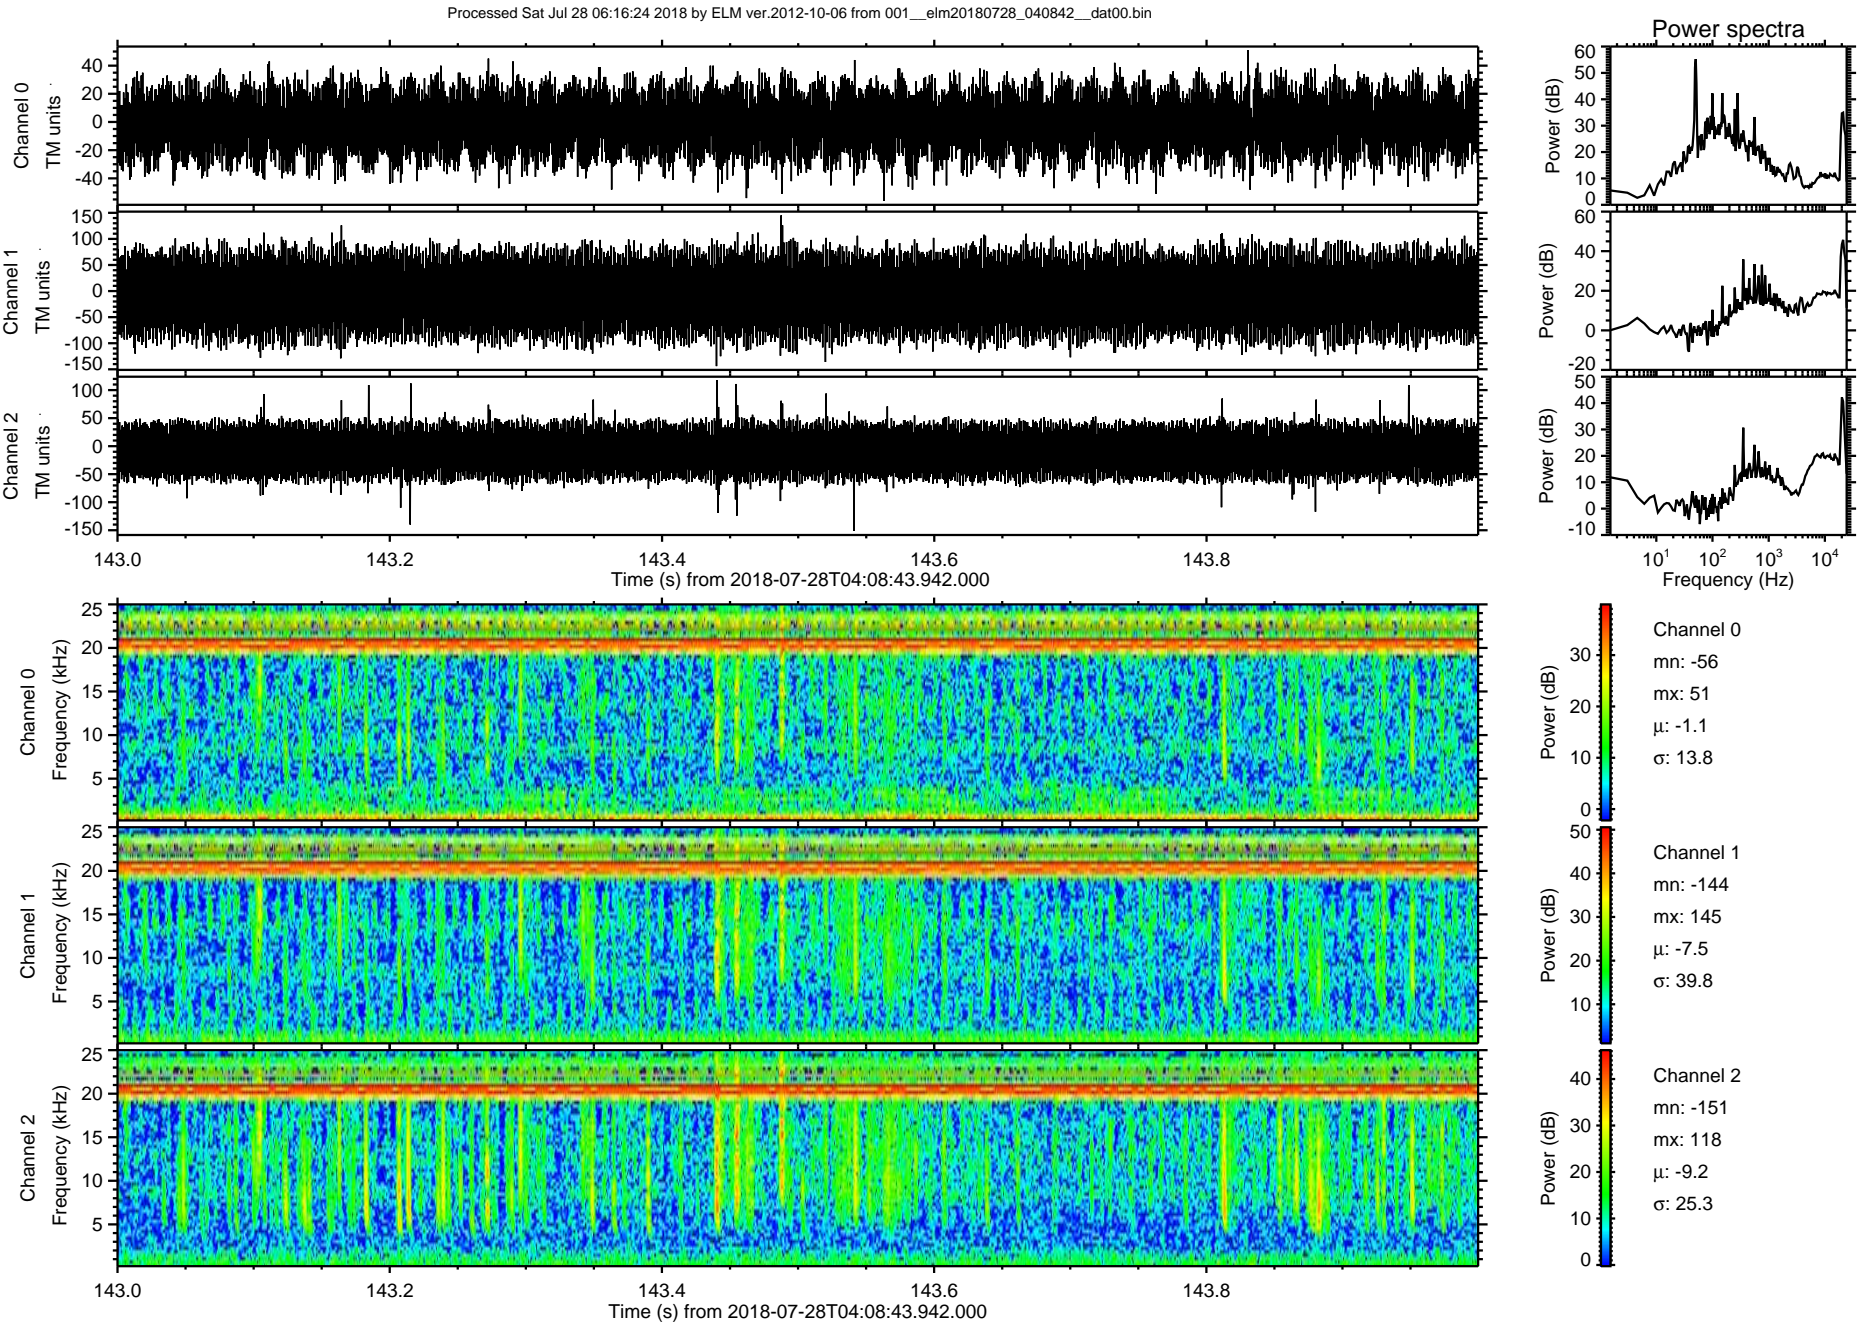 Processed Sat Jul 28 06:16:24 2018 by ELM ver.2012-10-06 from 001__elm20180728_040842__dat00.bin
Power spectra
Channel 0
TM units
40
20
0
-20
-40
Power (dB)
60
50
40
30
20
10
0
Channel 1
TM units
150
100
50
0
-50
-100
-150
Power (dB)
60
40
20
0
-20
Channel 2
TM units
100
50
0
-50
-100
-150
Power (dB)
50
40
30
20
10
0
-10
143.0 143.2 143.4 143.6 143.8
Time (s) from 2018-07-28T04:08:43.942.000
10^1 10^2 10^3 10^4
Frequency (Hz)
Channel 0
Frequency (kHz)
25
20
15
10
5
Power (dB)
30
20
10
0
Channel 0
mn: -56
mx: 51
μ: -1.1
σ: 13.8
Channel 1
Frequency (kHz)
25
20
15
10
5
Power (dB)
50
40
30
20
10
Channel 1
mn: -144
mx: 145
μ: -7.5
σ: 39.8
Channel 2
Frequency (kHz)
25
20
15
10
5
Power (dB)
40
30
20
10
0
Channel 2
mn: -151
mx: 118
μ: -9.2
σ: 25.3
143.0 143.2 143.4 143.6 143.8
Time (s) from 2018-07-28T04:08:43.942.000